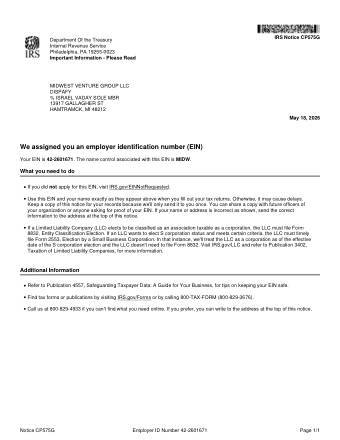 IRS
Department Of the Treasury
Internal Revenue Service
Philadelphia, PA 19255-0023
Important Information - Please Read
IRS Notice CP575G
MIDWEST VENTURE GROUP LLC
DISPAFY
% ISRAEL VADAY SOLE MBR
13917 GALLAGHER ST
HAMTRAMCK, MI 48212
May 18, 2026
We assigned you an employer identification number (EIN)
Your EIN is 42-2601671. The name control associated with this EIN is MIDW.
What you need to do
• If you did not apply for this EIN, visit IRS.gov/EINNotRequested.
• Use this EIN and your name exactly as they appear above when you fill out your tax returns. Otherwise, it may cause delays.
Keep a copy of this notice for your records because we'll only send it to you once. You can share a copy with future officers of
your organization or anyone asking for proof of your EIN. If your name or address is incorrect as shown, send the correct
information to the address at the top of this notice.
• If a Limited Liability Company (LLC) elects to be classified as an association taxable as a corporation, the LLC must file Form
8832, Entity Classification Election. If an LLC wants to elect S corporation status and meets certain criteria, the LLC must timely
file Form 2553, Election by a Small Business Corporation. In that instance, we'll treat the LLC as a corporation as of the effective
date of the S corporation election and the LLC doesn't need to file Form 8832. Visit IRS.gov/LLC and refer to Publication 3402,
Taxation of Limited Liability Companies, for more information.
Additional Information
• Refer to Publication 4557, Safeguarding Taxpayer Data: A Guide for Your Business, for tips on keeping your EIN safe.
• Find tax forms or publications by visiting IRS.gov/Forms or by calling 800-TAX-FORM (800-829-3676).
• Call us at 800-829-4933 if you can't find what you need online. If you prefer, you can write to the address at the top of this notice.
Notice CP575G
Employer ID Number 42-2601671
Page 1/1